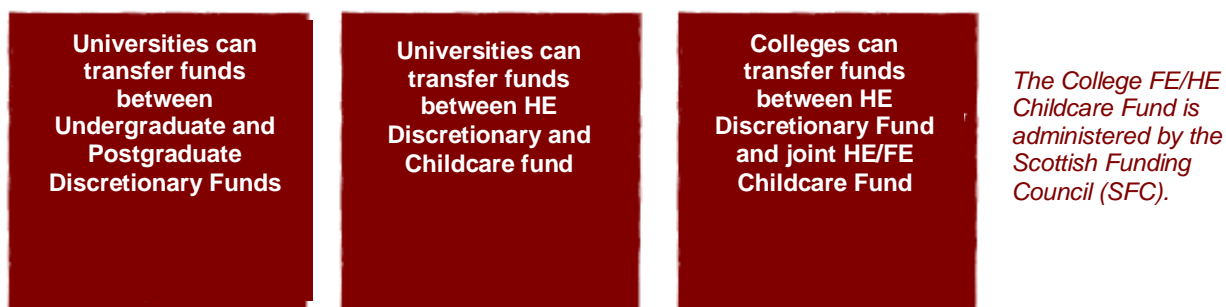 Universities can
transfer funds
between
Undergraduate and
Postgraduate
Discretionary Funds
Universities can
transfer funds
between HE
Discretionary and
Childcare fund
Colleges can
transfer funds
between HE
Discretionary Fund
and joint HE/FE
Childcare Fund
The College FE/HE
Childcare Fund is
administered by the
Scottish Funding
Council (SFC).